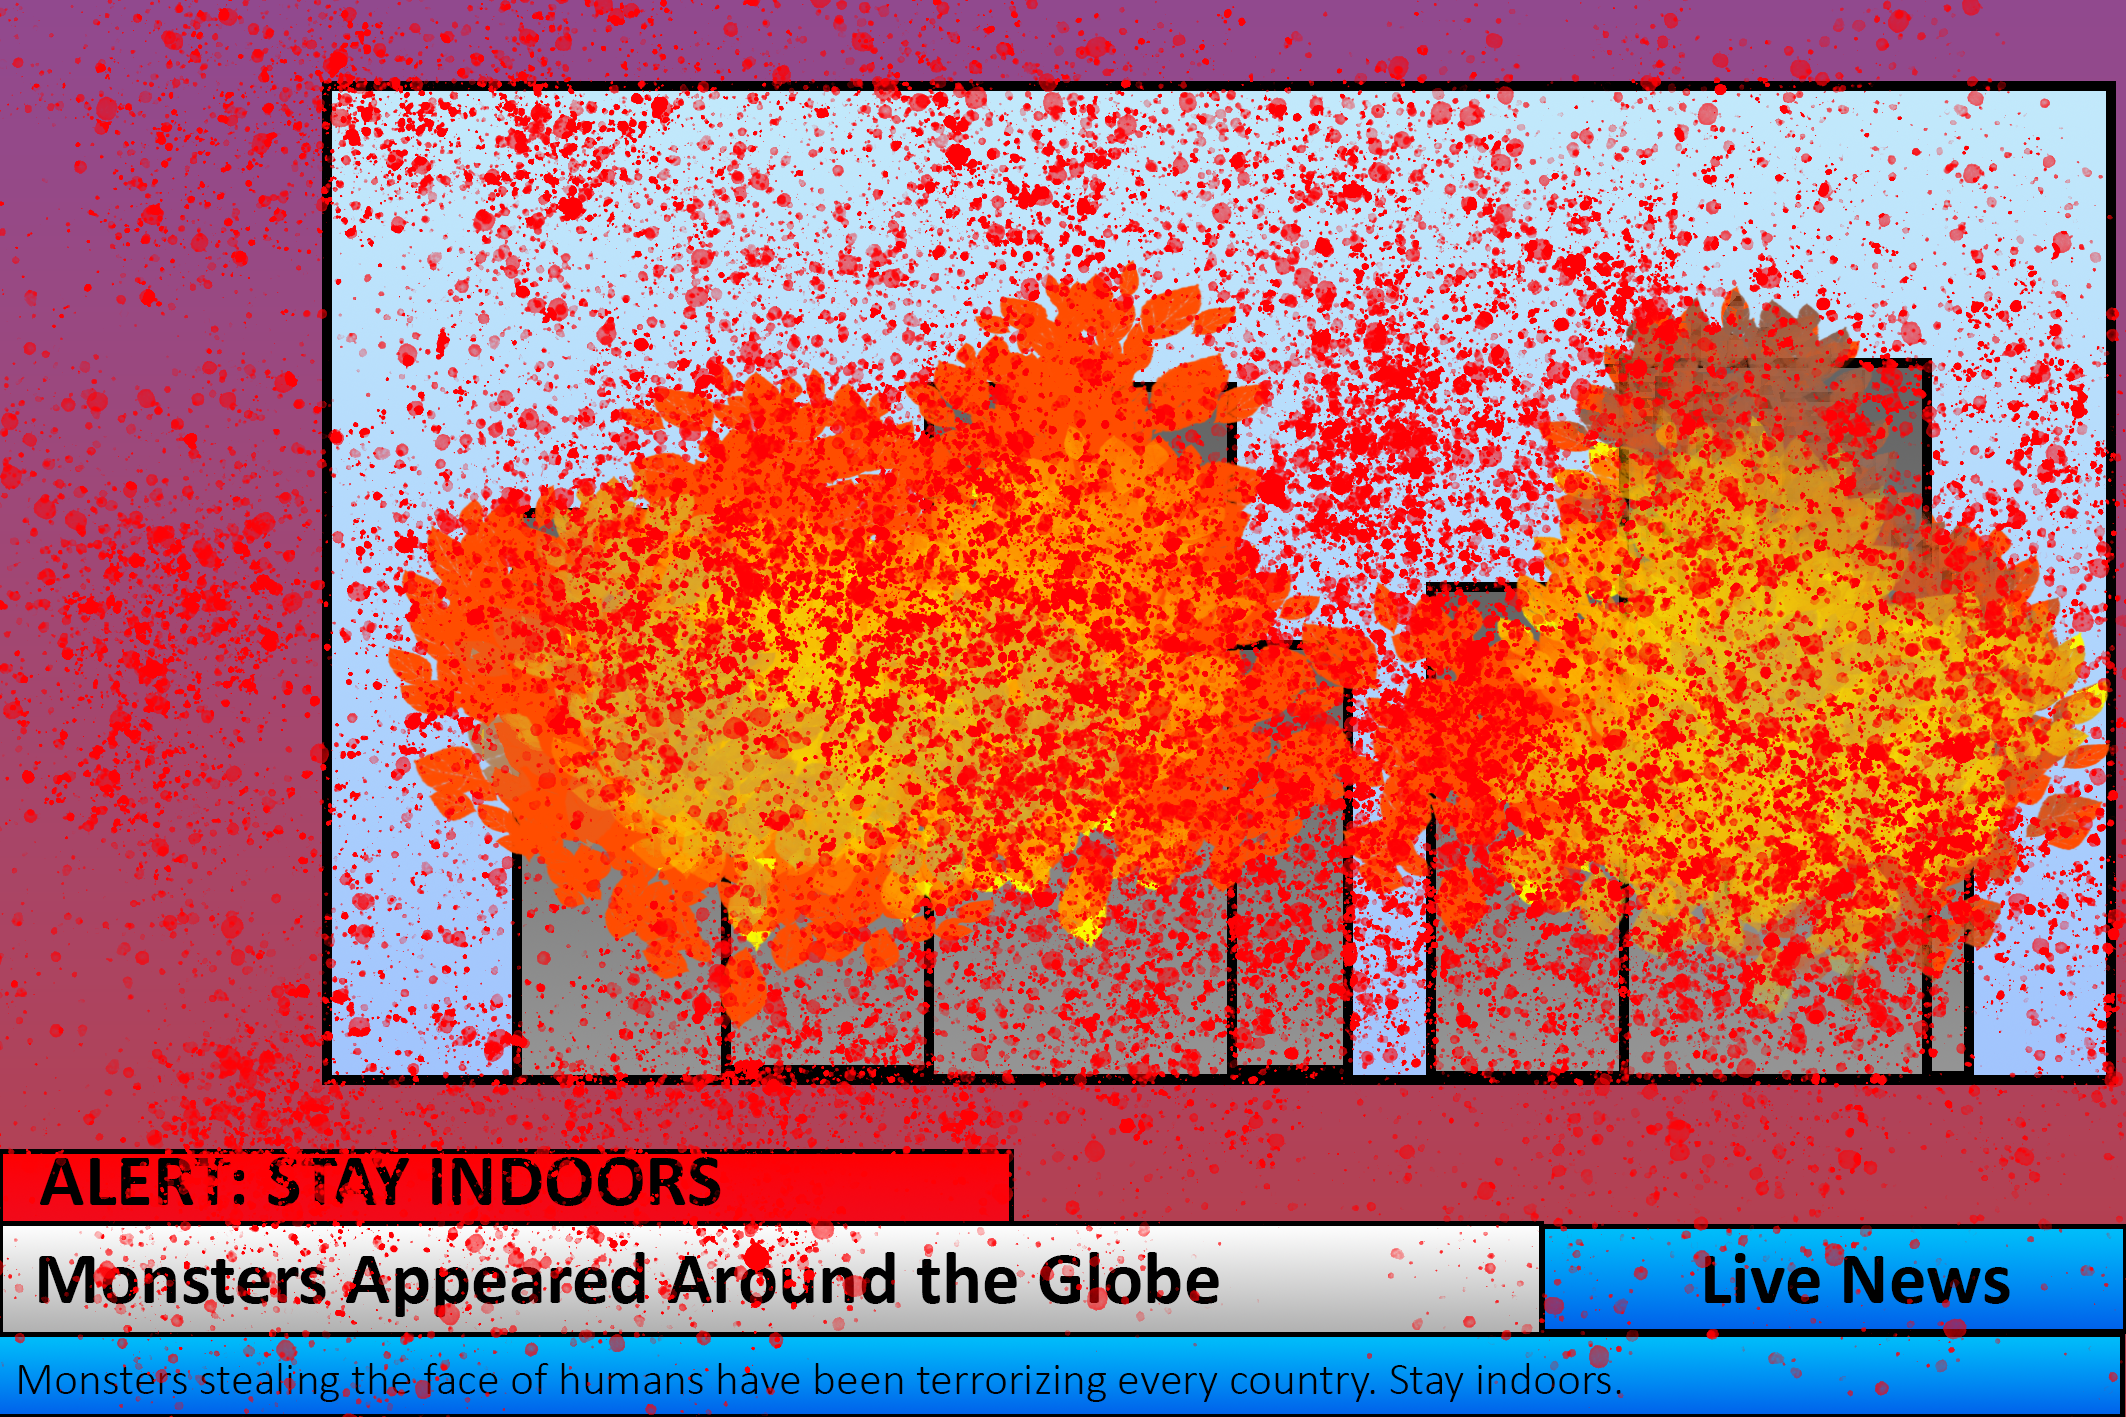 ALERT: STAY INDOORS
Monsters Appeared Around the Globe
Live News
Monsters stealing the face of humans have been terrorizing every country. Stay indoors.